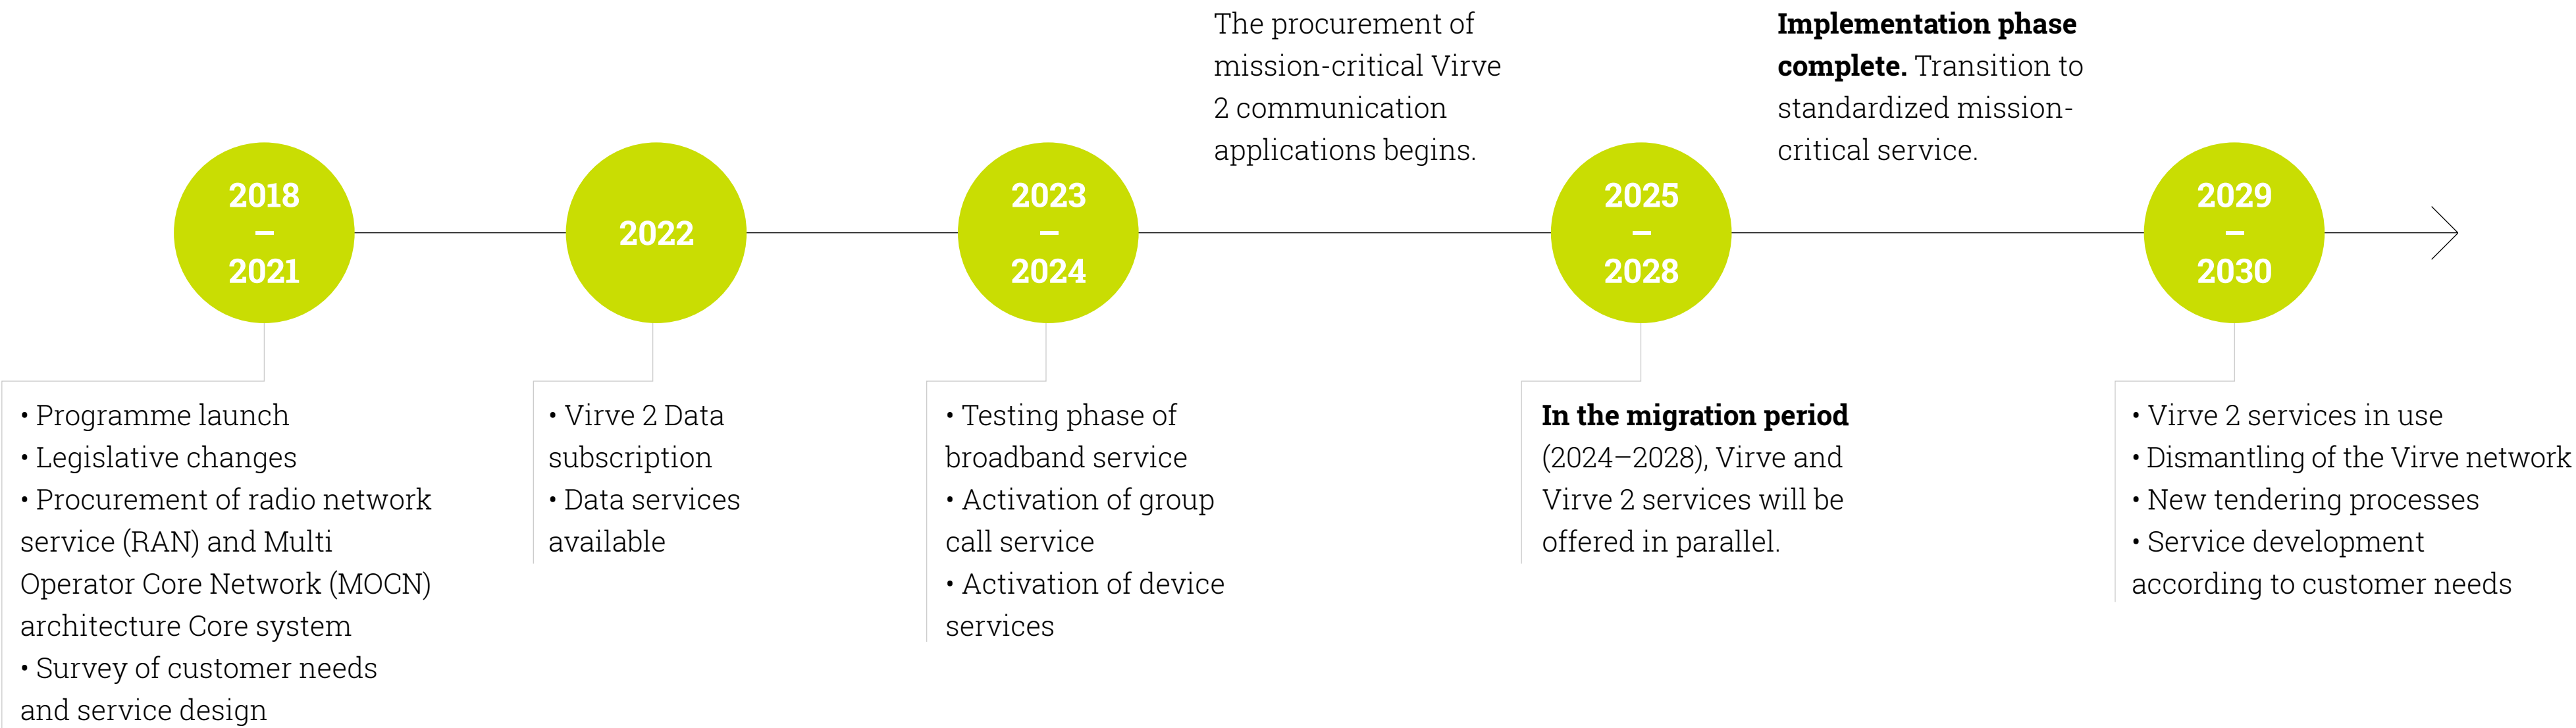 The procurement of
mission-critical Virve
2 communication
applications begins.
Implementation phase
complete. Transition to
standardized mission-
critical service.
2018
–
2021
2022
2023
–
2024
2025
–
2028
2029
–
2030
• Programme launch
• Legislative changes
• Procurement of radio network
service (RAN) and Multi
Operator Core Network (MOCN)
architecture Core system
• Survey of customer needs
and service design
• Virve 2 Data
subscription
• Data services
available
• Testing phase of
broadband service
• Activation of group
call service
• Activation of device
services
In the migration period
(2024–2028), Virve and
Virve 2 services will be
offered in parallel.
• Virve 2 services in use
• Dismantling of the Virve network
• New tendering processes
• Service development
according to customer needs